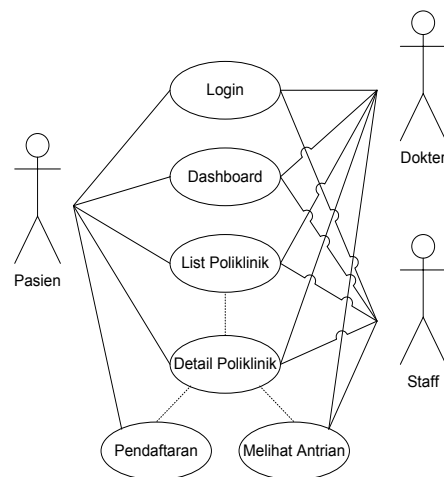 Login
Dokter
Dashboard
Pasien
List Poliklinik
Detail Poliklinik
Staff
Pendaftaran
Melihat Antrian